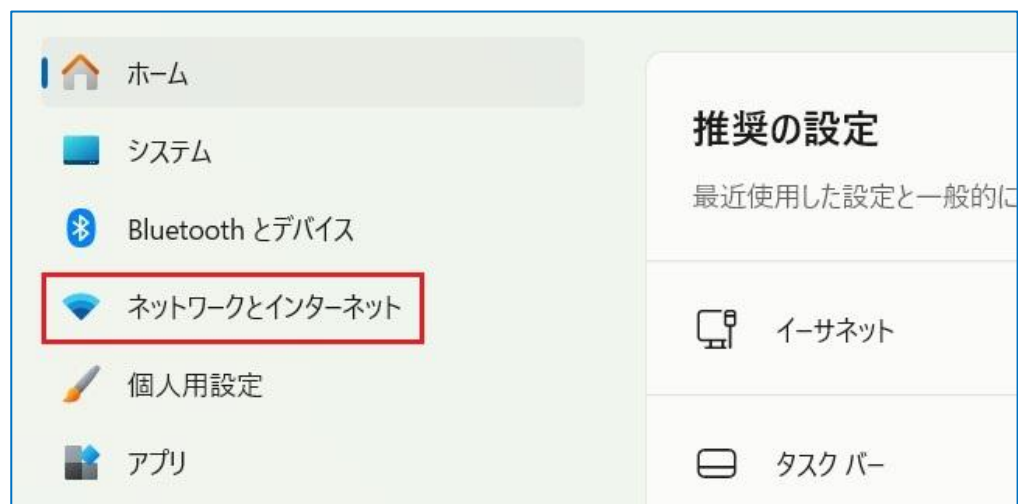 ホーム
システム
Bluetooth とデバイス
ネットワークとインターネット
個人用設定
アプリ
推奨の設定
最近使用した設定と一般的に
イーサネット
タスク バー